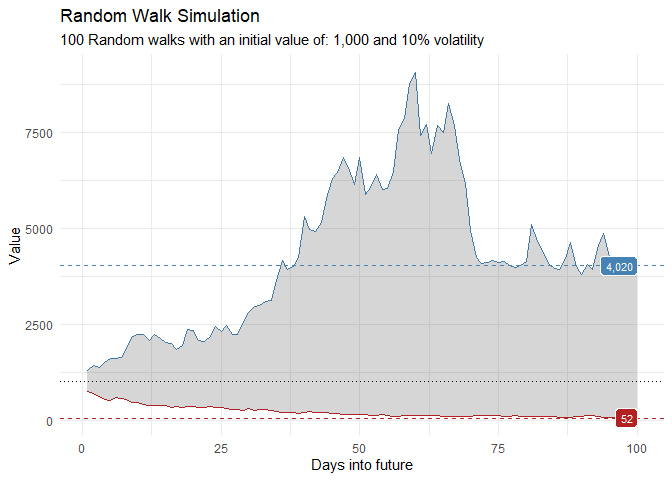 Random Walk Simulation
100 Random walks with an initial value of: 1,000 and 10% volatility
7500
5000
2500
0
Value
4,020
52
0
25
50
75
100
Days into future